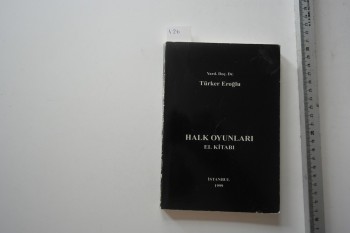 Yard. Doç. Dr.
Türker Eroğlu
HALK OYUNLARI
EL KİTABI
İSTANBUL
1999